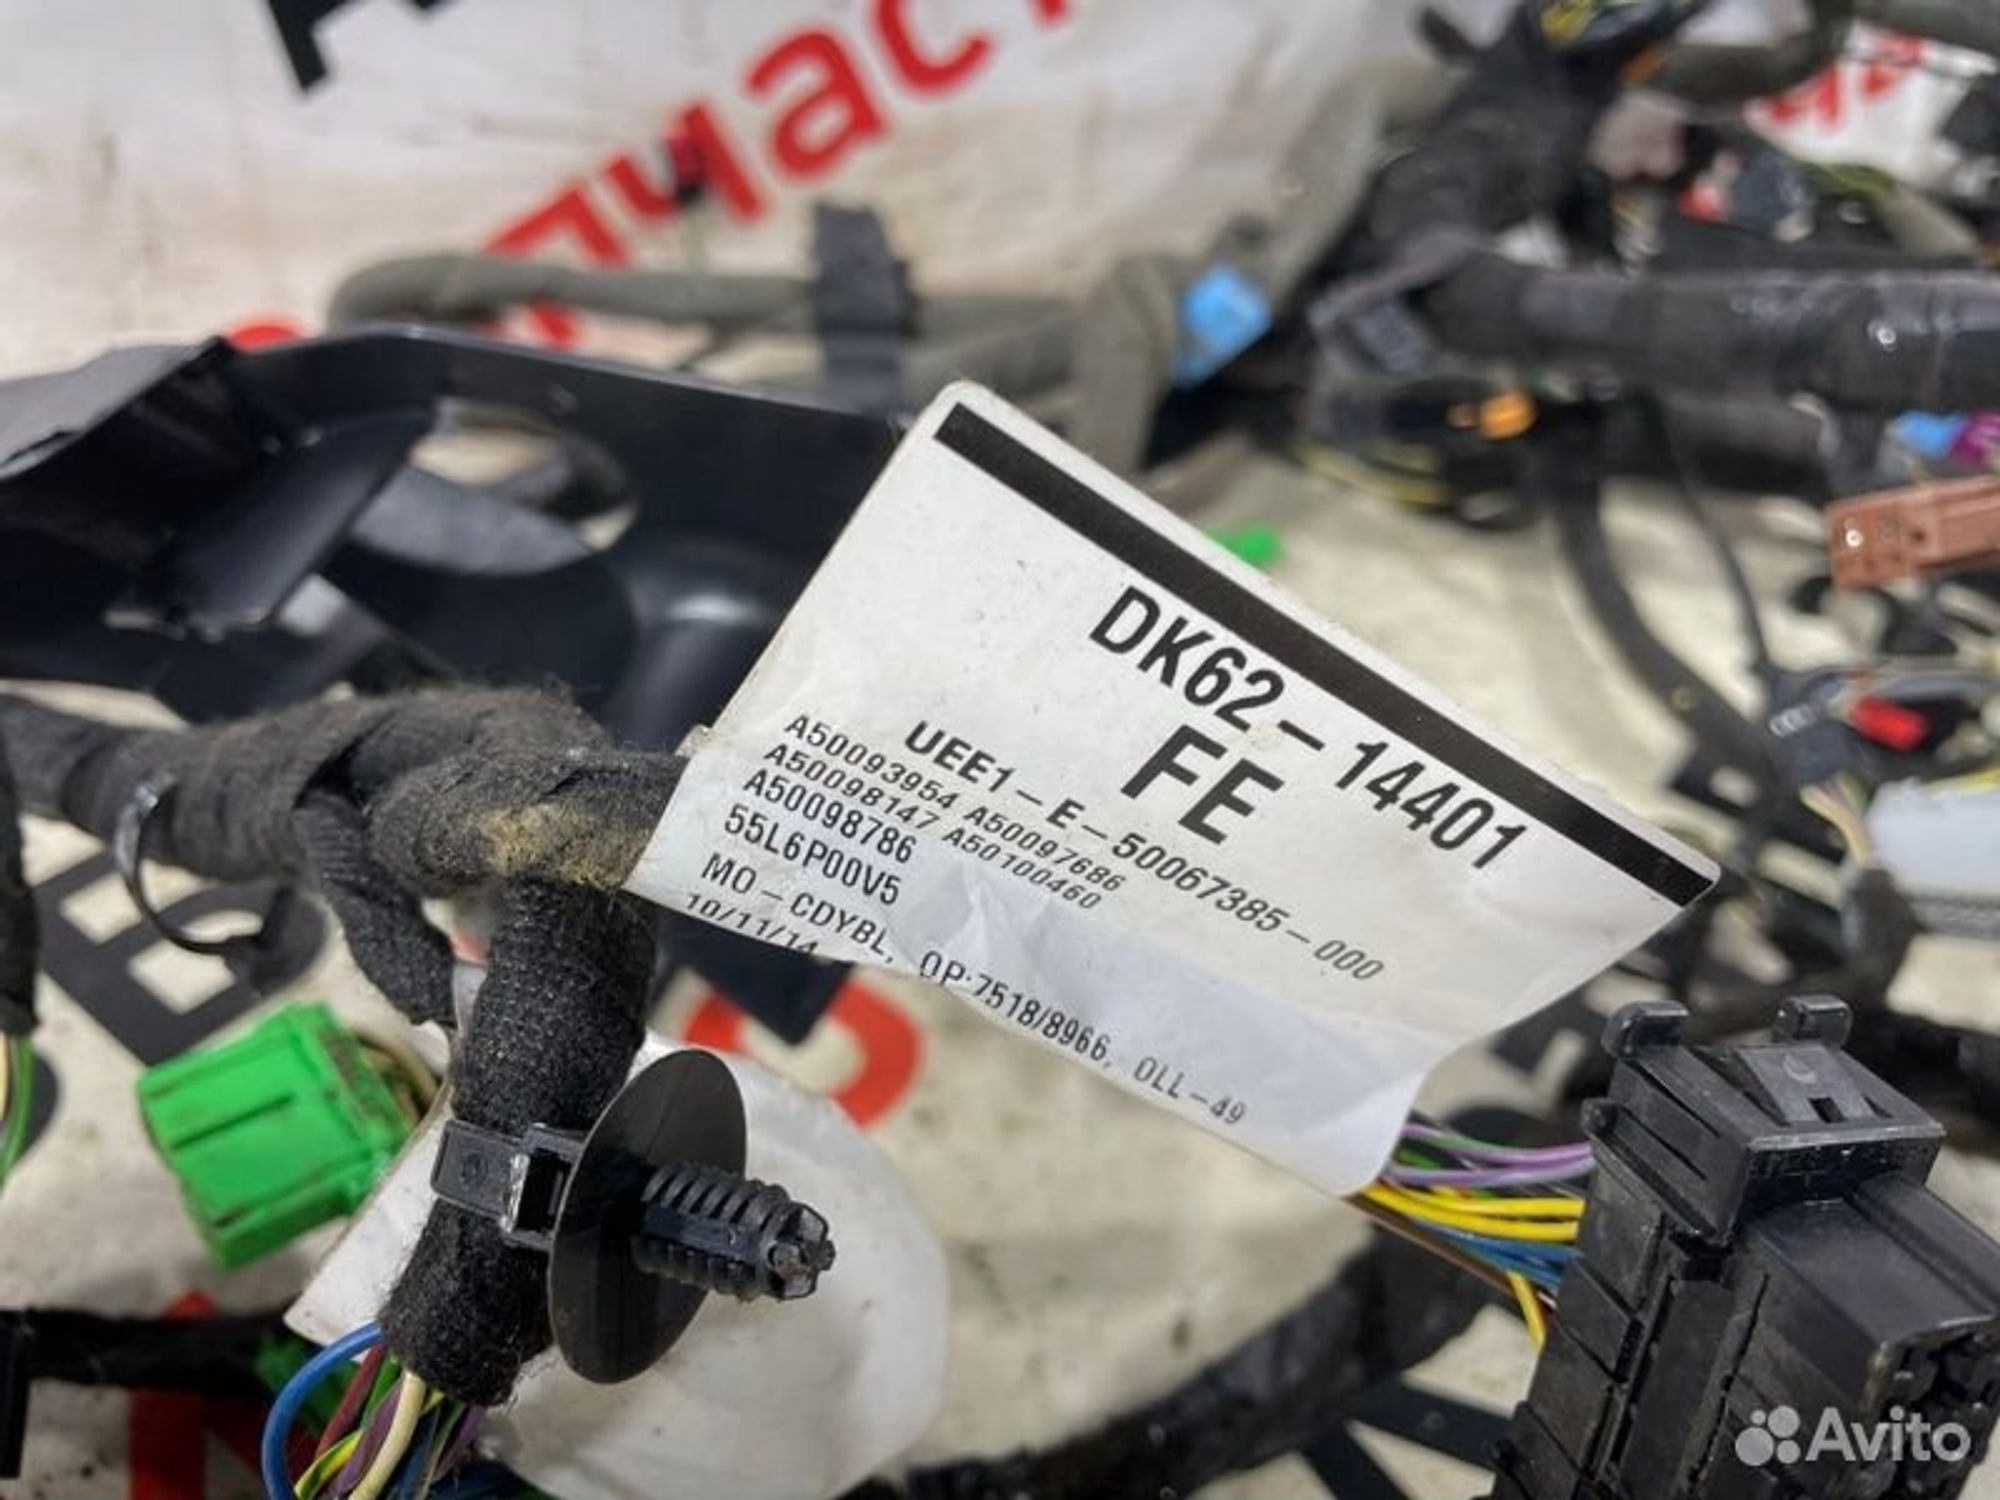 DK62-14401
FE
UEE1-E-50067385-000
A50093954 A50097686
A50098147 A50100460
A50098786
55L6P00V5
MO-CDYBL, OP:7518/8966, OLL-49
10/11/14
Avito